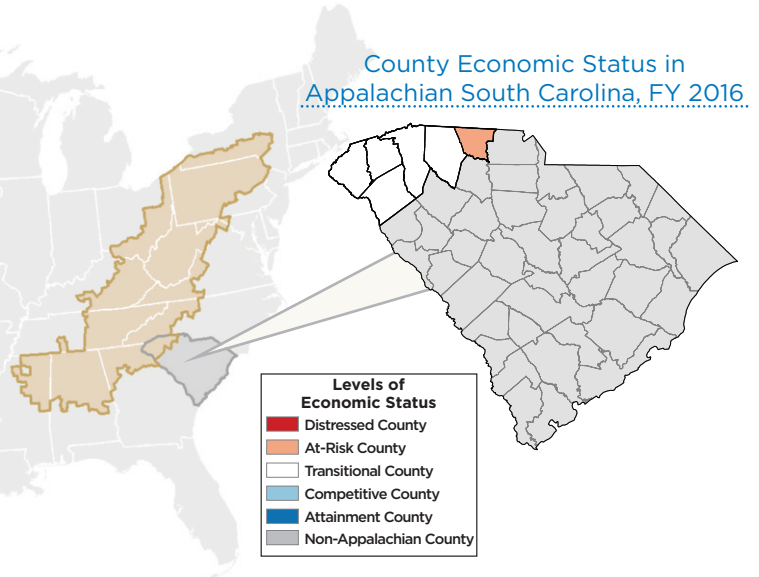 County Economic Status in
Appalachian South Carolina, FY 2016
Levels of
Economic Status
Distressed County
At-Risk County
Transitional County
Competitive County
Attainment County
Non-Appalachian County